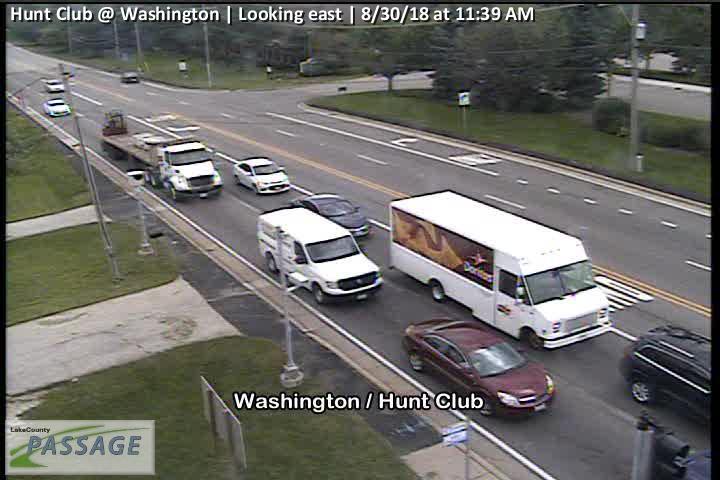 Hunt Club @ Washington | Looking east | 8/30/18 at 11:39 AM
Washington / Hunt Club
LakeCounty
PASSAGE